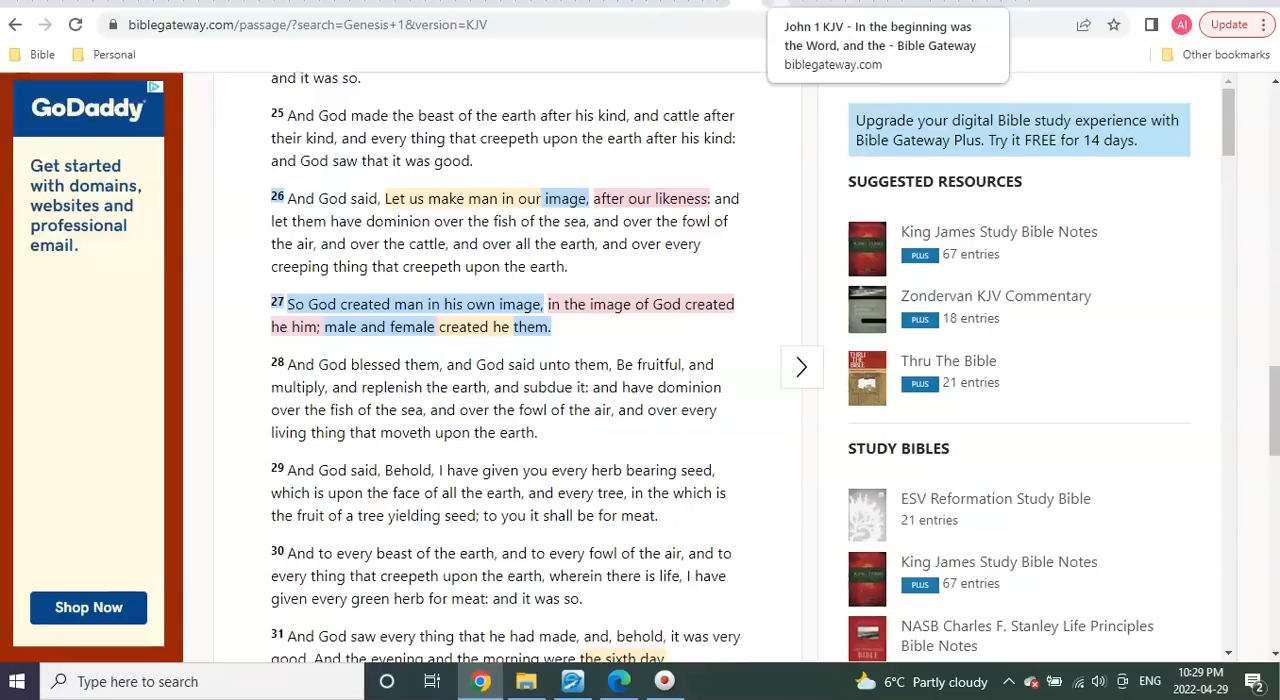 biblegateway.com/passage/?search=Genesis+1&version=KJV
John 1 KJV - In the beginning was
the Word, and the - Bible Gateway
biblegateway.com
AI
Update
Bible
Personal
Other bookmarks
GoDaddy
Get started
with domains,
websites and
professional
email.
Shop Now
and it was so.
25 And God made the beast of the earth after his kind, and cattle after
their kind, and every thing that creepeth upon the earth after his kind:
and God saw that it was good.
26 And God said, Let us make man in our image, after our likeness: and
let them have dominion over the fish of the sea, and over the fowl of
the air, and over the cattle, and over all the earth, and over every
creeping thing that creepeth upon the earth.
27 So God created man in his own image, in the image of God created
he him; male and female created he them.
28 And God blessed them, and God said unto them, Be fruitful, and
multiply, and replenish the earth, and subdue it: and have dominion
over the fish of the sea, and over the fowl of the air, and over every
living thing that moveth upon the earth.
29 And God said, Behold, I have given you every herb bearing seed,
which is upon the face of all the earth, and every tree, in the which is
the fruit of a tree yielding seed; to you it shall be for meat.
30 And to every beast of the earth, and to every fowl of the air, and to
every thing that creepeth upon the earth, wherein there is life, I have
given every green herb for meat: and it was so.
31 And God saw every thing that he had made, and, behold, it was very
good. And the evening and the morning were the sixth day.
Upgrade your digital Bible study experience with
Bible Gateway Plus. Try it FREE for 14 days.
SUGGESTED RESOURCES
King James Study Bible Notes
PLUS 67 entries
Zondervan KJV Commentary
PLUS 18 entries
Thru The Bible
PLUS 21 entries
STUDY BIBLES
ESV Reformation Study Bible
21 entries
King James Study Bible Notes
PLUS 67 entries
NASB Charles F. Stanley Life Principles
Bible Notes
Type here to search
6°C Partly cloudy
ENG
10:29 PM
2022-04-29
2